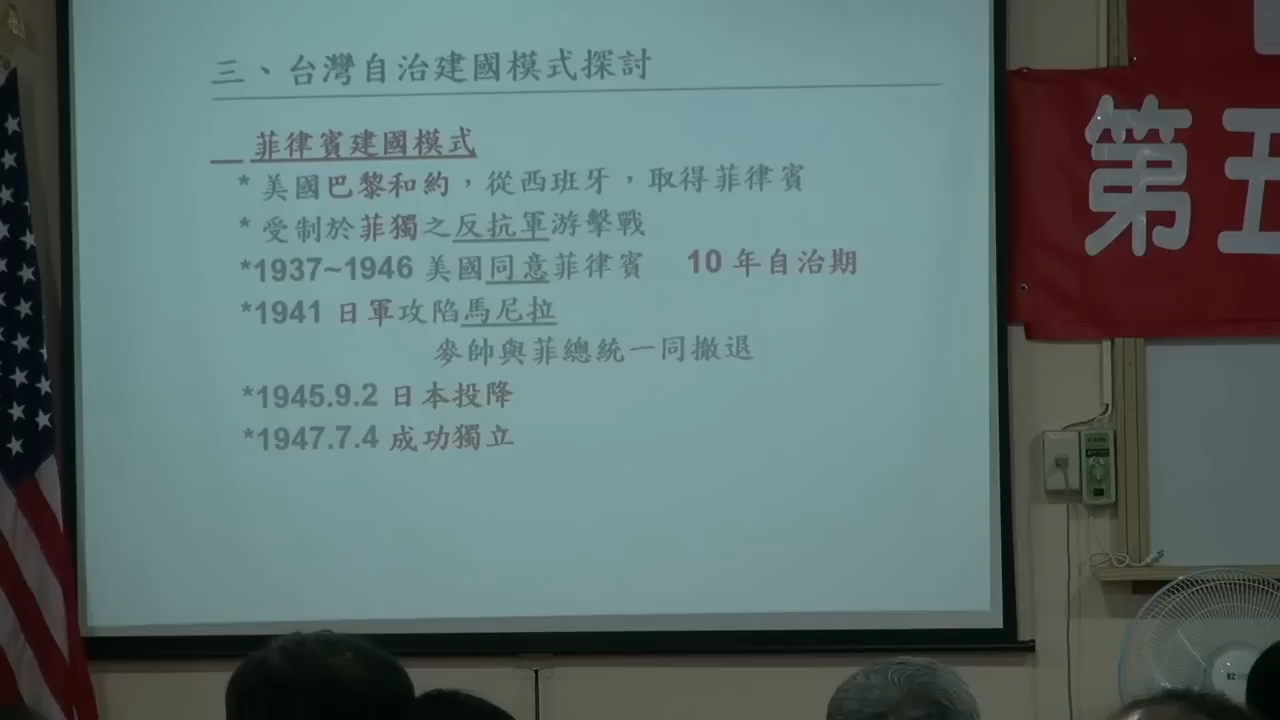 三、台灣自治建國模式探討
菲律賓建國模式
* 美國巴黎和約，從西班牙，取得菲律賓
* 受制於菲獨之反抗軍游擊戰
*1937~1946 美國同意菲律賓 10 年自治期
*1941 日軍攻陷馬尼拉
麥帥與菲總統一同撤退
*1945.9.2 日本投降
*1947.7.4 成功獨立
第五